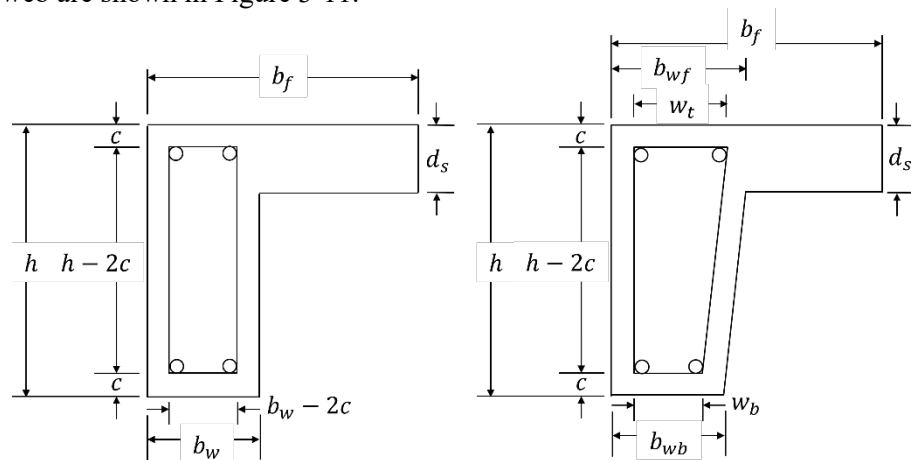 web are shown in Figure 3-11.
b_f
b_f
b_wf
w_t
c
d_s
c
d_s
h
h − 2c
h
h − 2c
c
b_w − 2c
b_w
c
w_b
b_wb